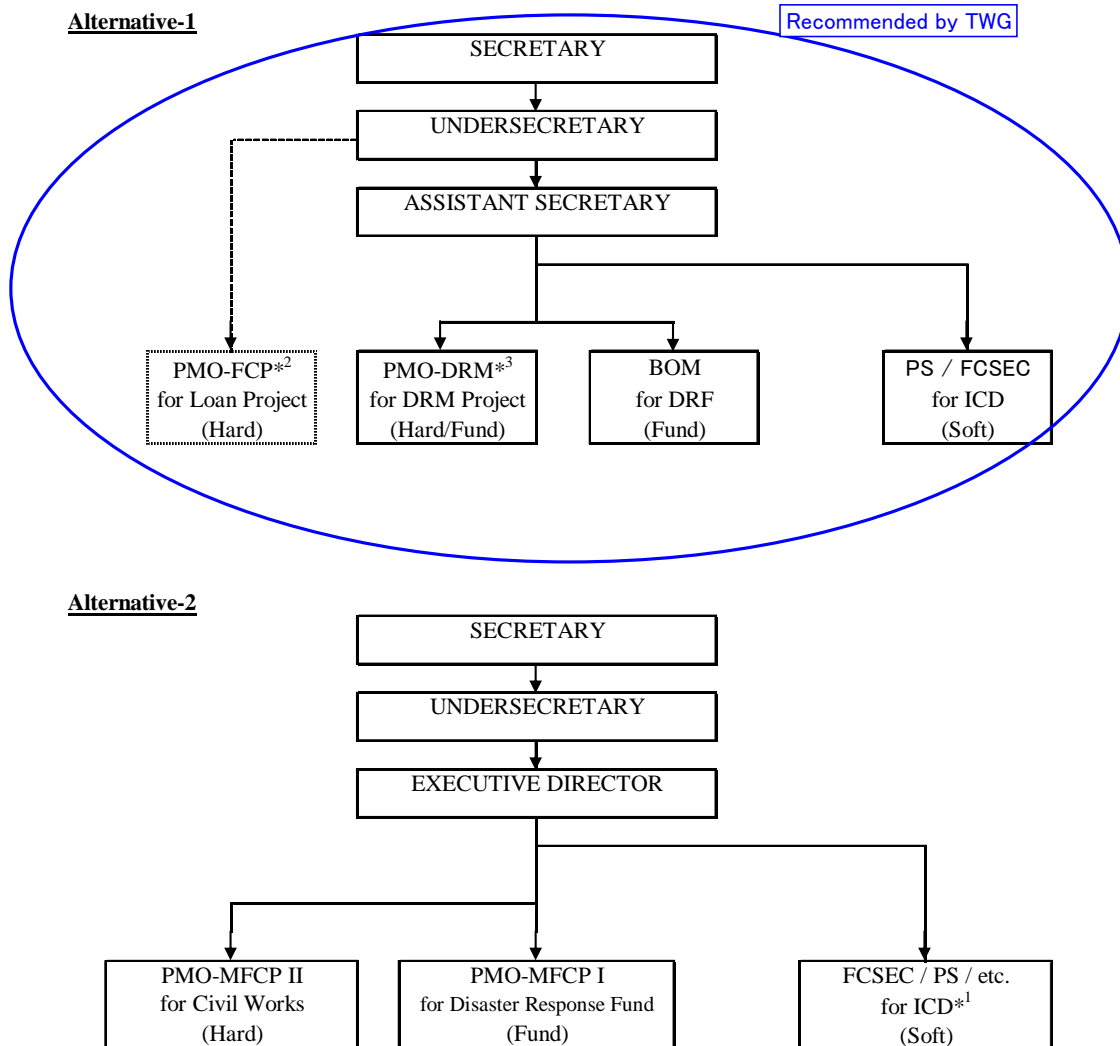 Alternative-1
Recommended by TWG
SECRETARY
UNDERSECRETARY
ASSISTANT SECRETARY
PMO-FCP*2
for Loan Project
(Hard)
PMO-DRM*3
for DRM Project
(Hard/Fund)
BOM
for DRF
(Fund)
PS / FCSEC
for ICD
(Soft)
Alternative-2
SECRETARY
UNDERSECRETARY
EXECUTIVE DIRECTOR
PMO-MFCP II
for Civil Works
(Hard)
PMO-MFCP I
for Disaster Response Fund
(Fund)
FCSEC / PS / etc.
for ICD*1
(Soft)